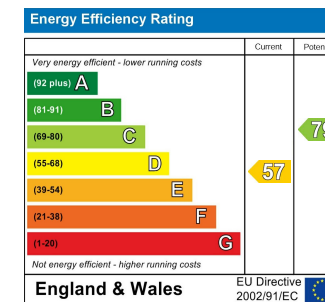 Energy Efficiency Rating
Current
Very energy efficient - lower running costs
(92 plus) A
(81-91) B
(69-80) C
(55-68) D
57
(39-54) E
(21-38) F
(1-20) G
Not energy efficient - higher running costs
England & Wales
EU Directive
2002/91/EC